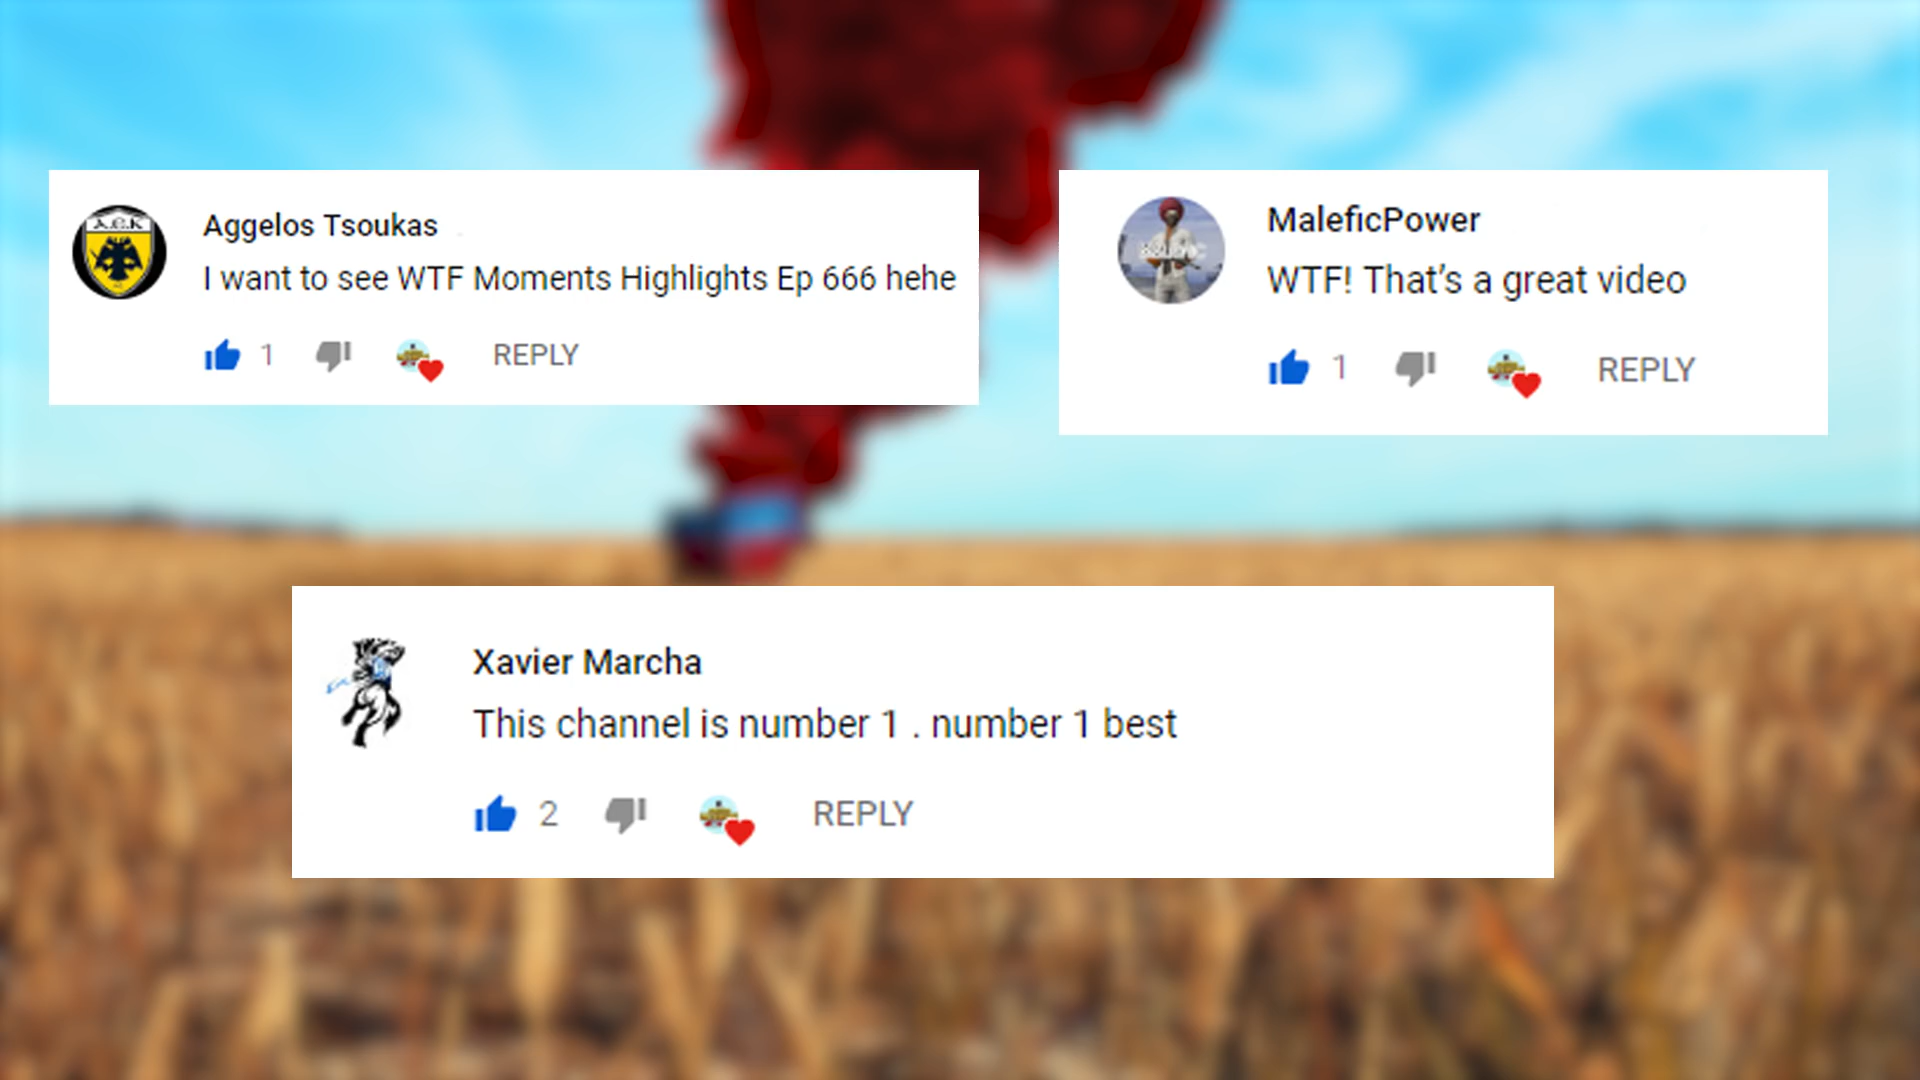 A.E.K
Aggelos Tsoukas
I want to see WTF Moments Highlights Ep 666 hehe
1
REPLY
MaleficPower
WTF! That’s a great video
1
REPLY
Xavier Marcha
This channel is number 1 . number 1 best
2
REPLY